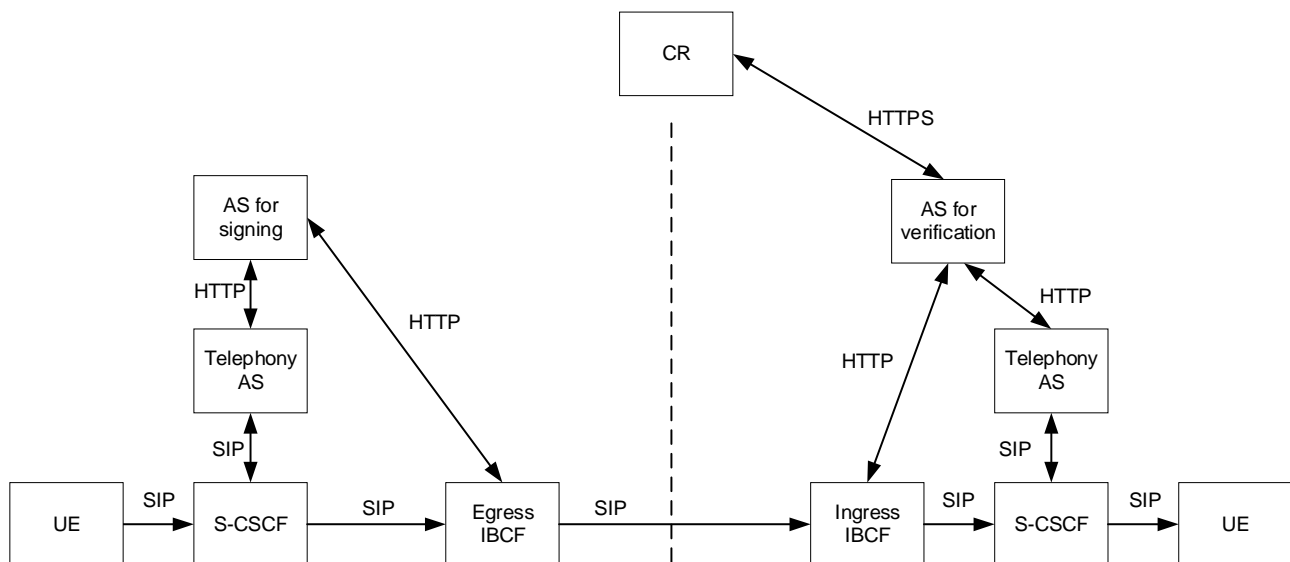 CR
HTTPS
AS for
signing
AS for
verification
HTTP
HTTP
HTTP
HTTP
Telephony
AS
Telephony
AS
SIP
SIP
UE
SIP
S-CSCF
SIP
Egress
IBCF
SIP
Ingress
IBCF
SIP
S-CSCF
SIP
UE